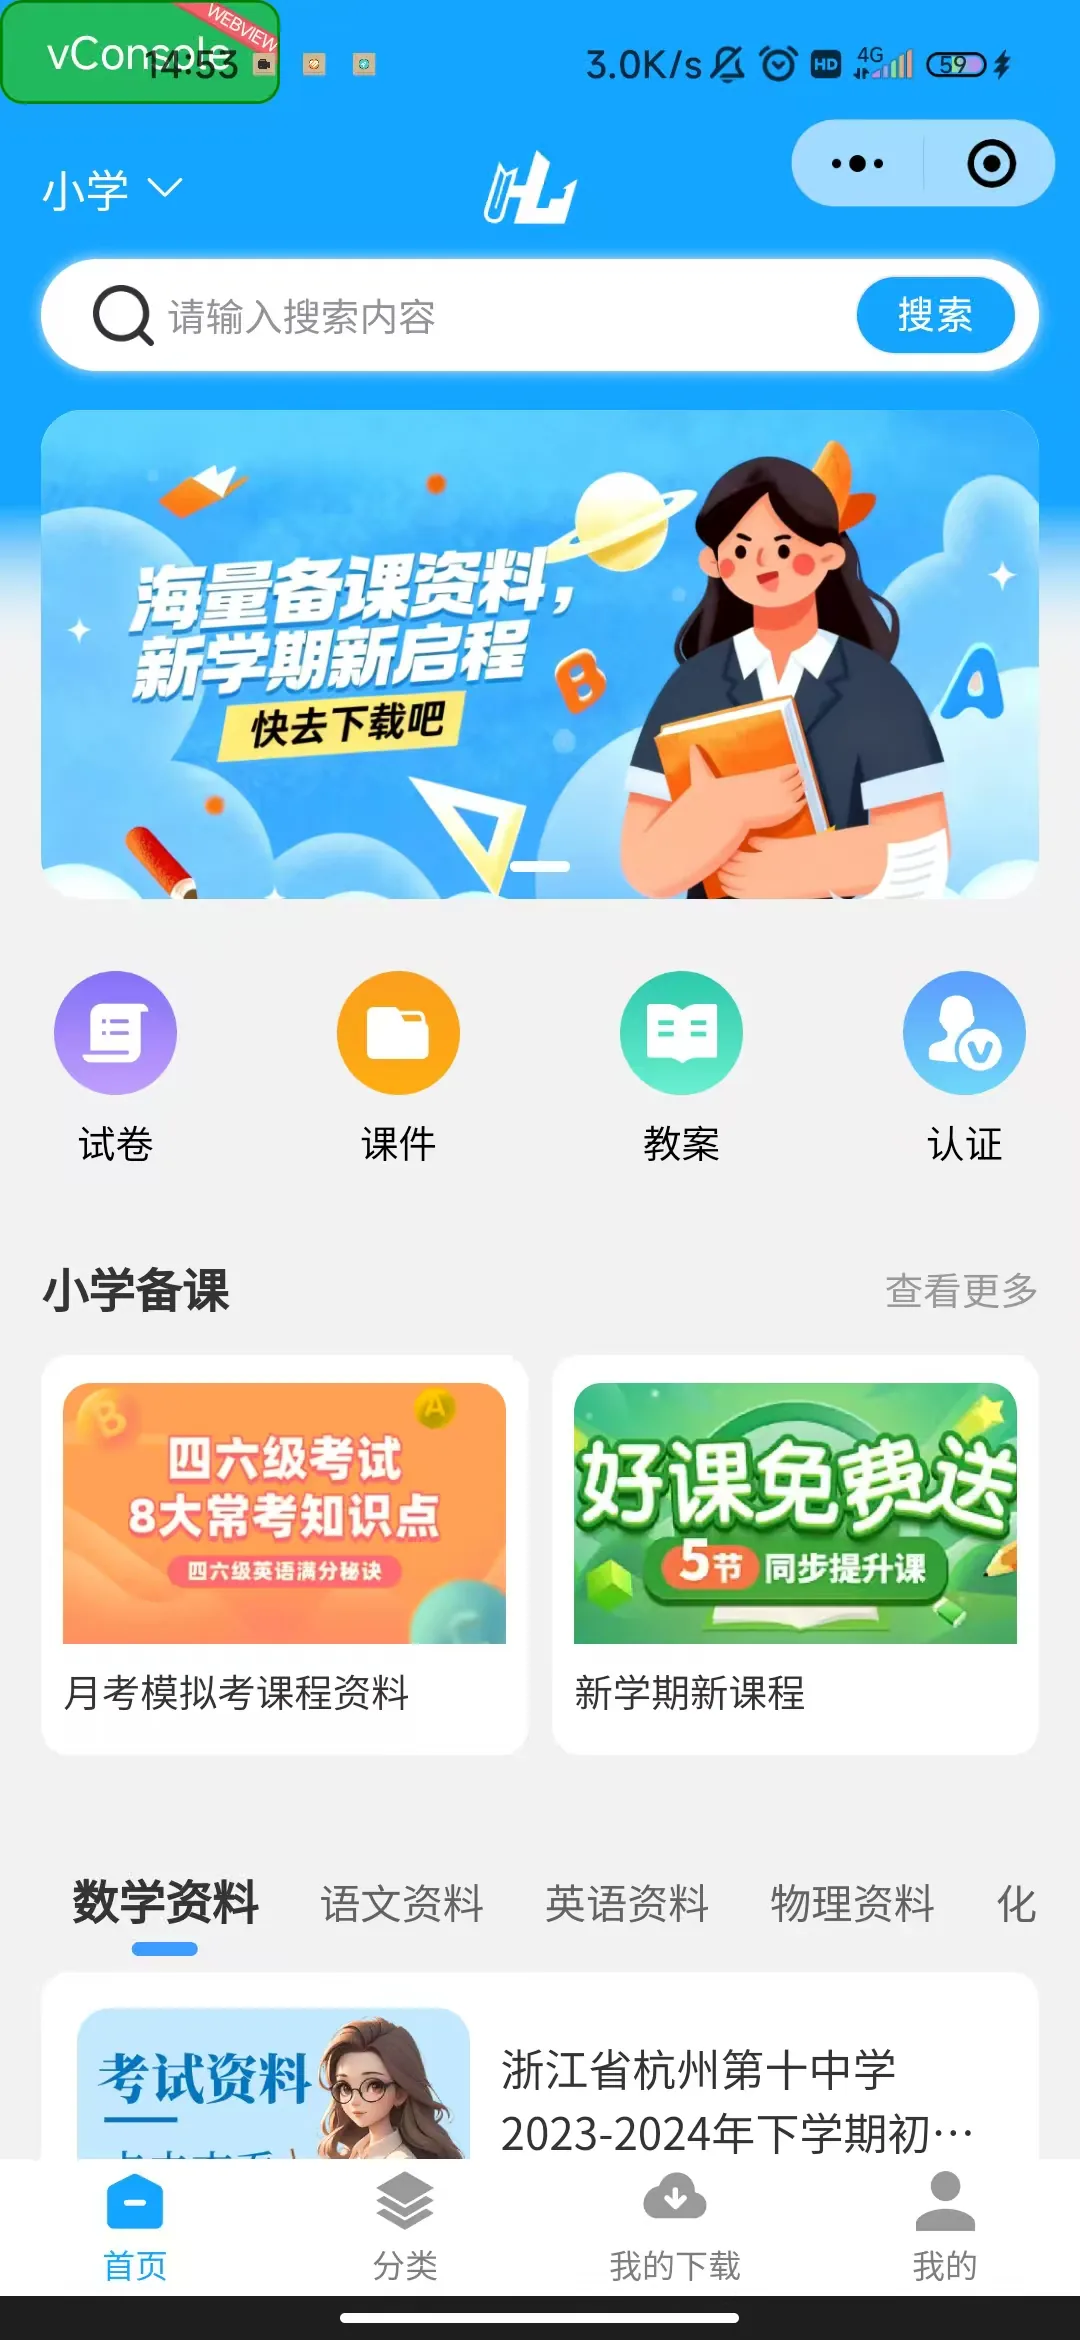 vConsole
WEBVIEW
14:53
3.0K/s
HD
4G
59
小学
请输入搜索内容
搜索
海量备课资料,
新学期新启程
快去下载吧
B
A
试卷
课件
教案
认证
小学备课
查看更多
B
A
四六级考试
8大常考知识点
四六级英语满分秘诀
好课免费送
5节 同步提升课
月考模拟考课程资料
新学期新课程
数学资料
语文资料
英语资料
物理资料
化
考试资料
浙江省杭州第十中学
2023-2024年下学期初…
首页
分类
我的下载
我的